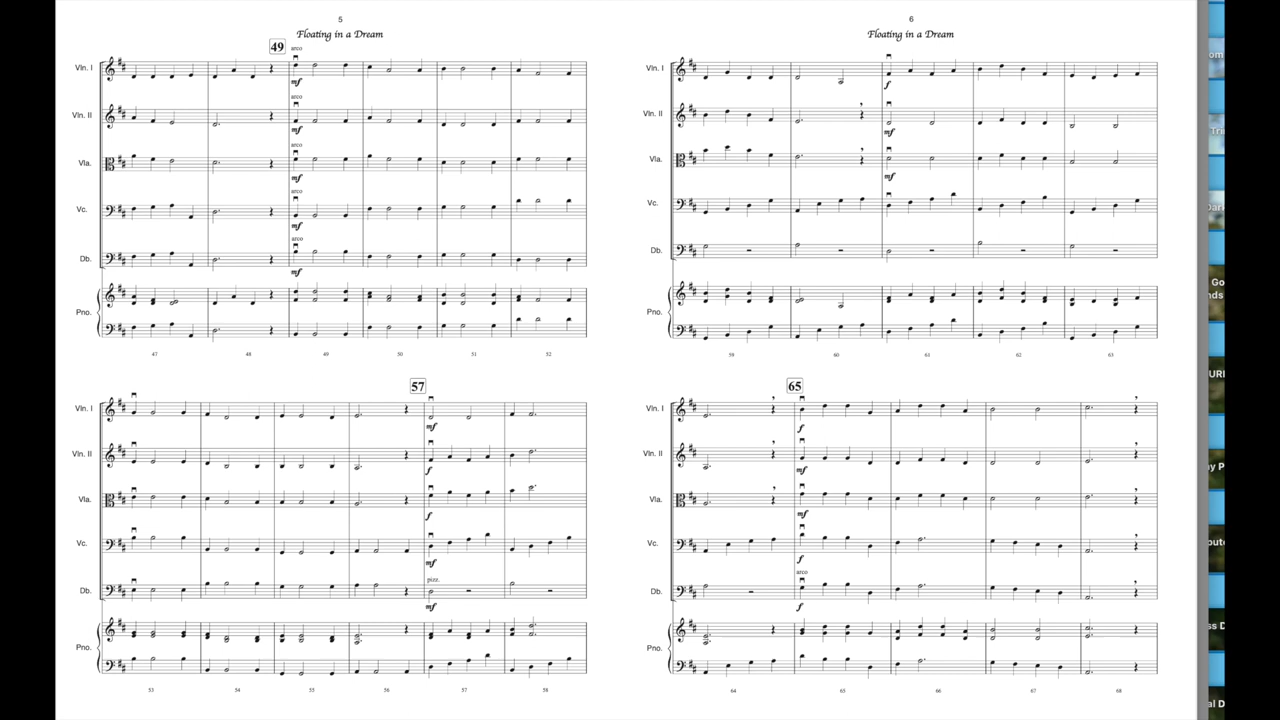 5
Floating in a Dream
49
arco
Vln. I
mf
arco
Vln. II
mf
arco
Vla.
mf
arco
Vc.
mf
arco
Db.
mf
Pno.
47 48 49 50 51 52
57
Vln. I
mf
Vln. II
f
Vla.
f
Vc.
mf
pizz.
Db.
mf
Pno.
53 54 55 56 57 58
6
Floating in a Dream
Vln. I
f
Vln. II
mf
Vla.
mf
Vc.
Db.
Pno.
59 60 61 62 63
65
Vln. I
f
Vln. II
mf
Vla.
mf
Vc.
f
arco
Db.
f
Pno.
64 65 66 67 68